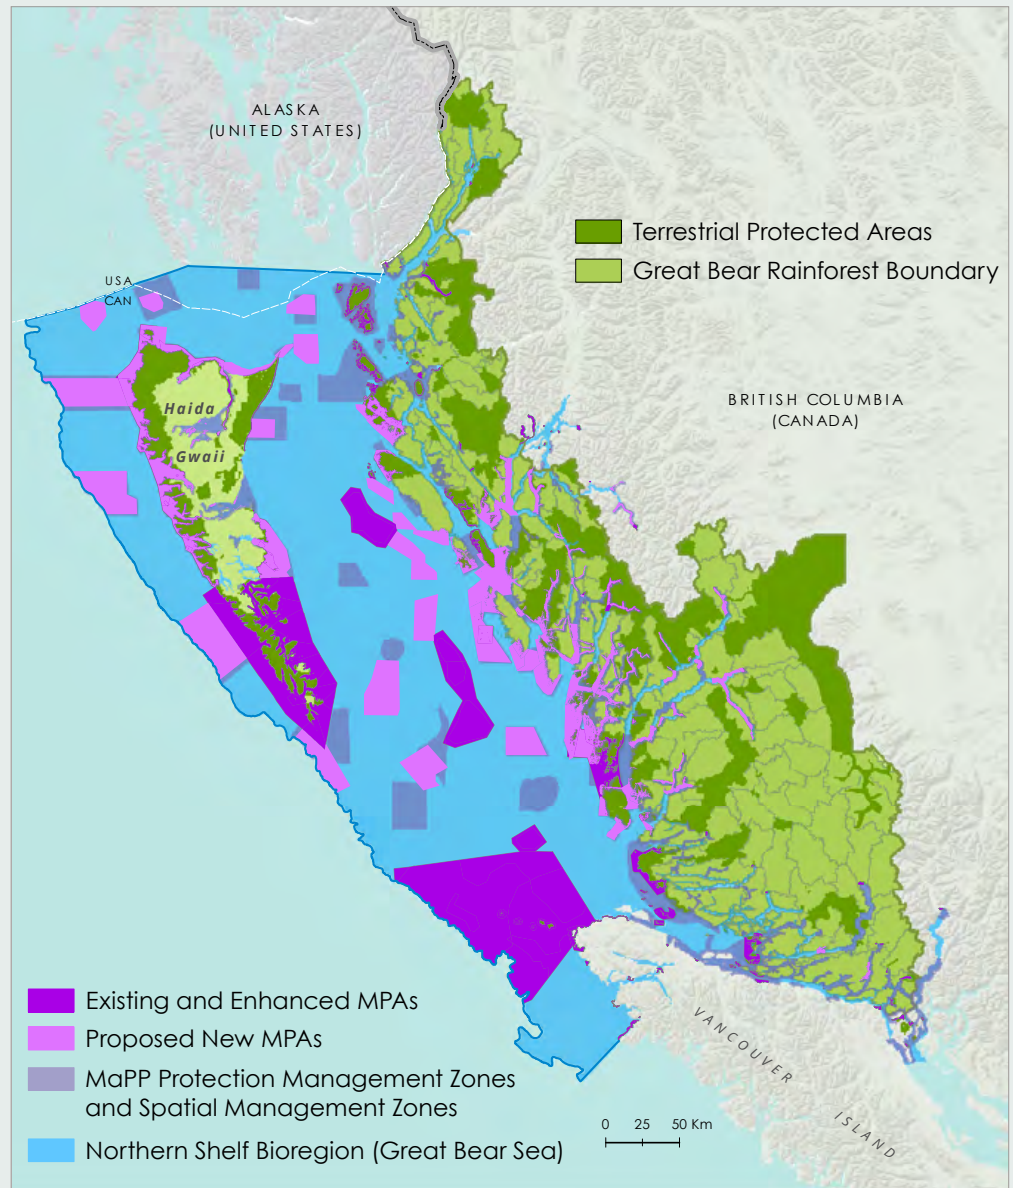 ALASKA
(UNITED STATES)
Terrestrial Protected Areas
Great Bear Rainforest Boundary
USA
CAN
BRITISH COLUMBIA
(CANADA)
Haida
Gwaii
Existing and Enhanced MPAs
Proposed New MPAs
MaPP Protection Management Zones
and Spatial Management Zones
Northern Shelf Bioregion (Great Bear Sea)
0 25 50 Km
VANCOUVER
ISLAND